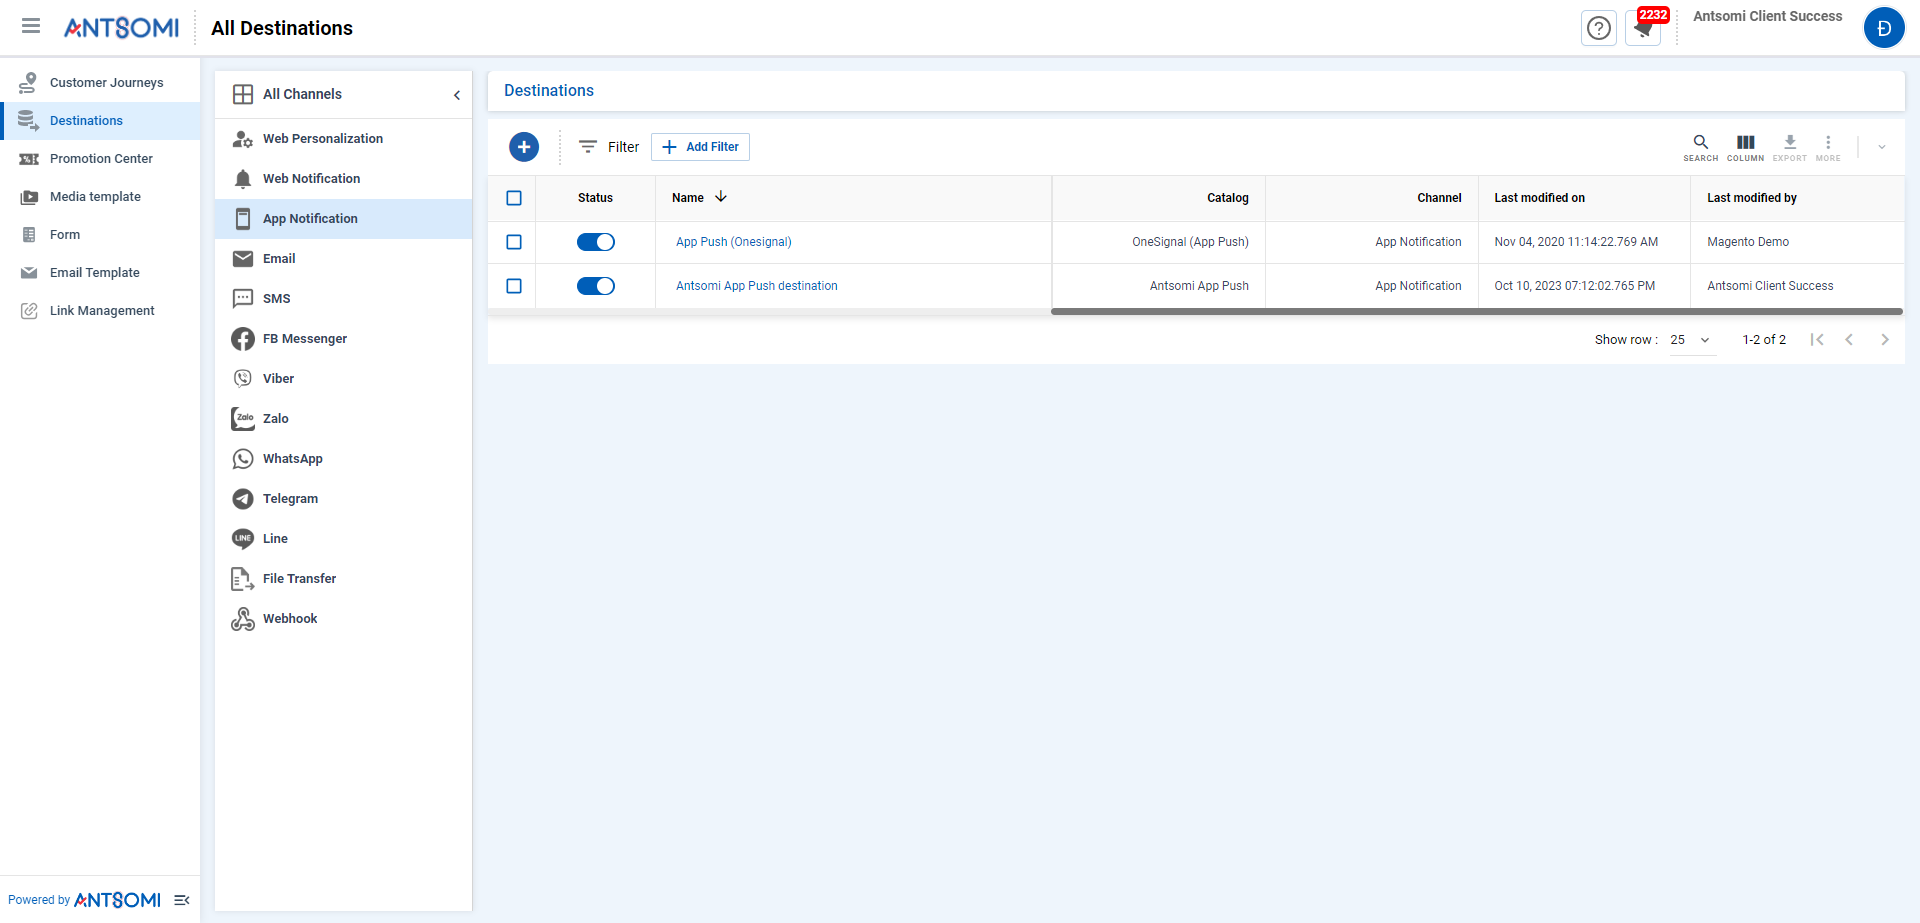 ANTSOMI
All Destinations
2232
Antsomi Client Success
Đ
Customer Journeys
Destinations
Promotion Center
Media template
Form
Email Template
Link Management
Powered by ANTSOMI
All Channels
Web Personalization
Web Notification
App Notification
Email
SMS
FB Messenger
Viber
Zalo
Zalo
WhatsApp
Telegram
LINE
Line
File Transfer
Webhook
Destinations
Filter
Add Filter
SEARCH
COLUMN
EXPORT
MORE
Status Name Catalog Channel Last modified on Last modified by
App Push (Onesignal) OneSignal (App Push) App Notification Nov 04, 2020 11:14:22.769 AM Magento Demo
Antsomi App Push destination Antsomi App Push App Notification Oct 10, 2023 07:12:02.765 PM Antsomi Client Success
Show row : 25 1-2 of 2